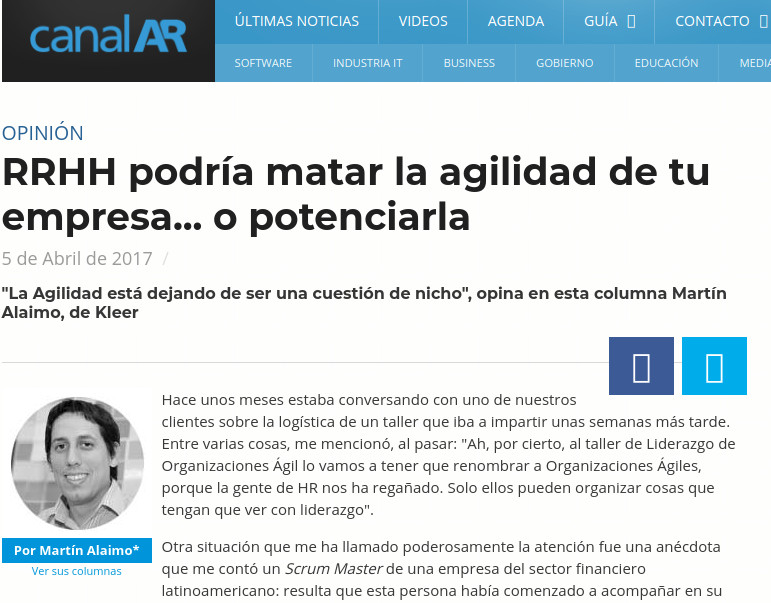 canalAR
ÚLTIMAS NOTICIAS VIDEOS AGENDA GUÍA CONTACTO
SOFTWARE INDUSTRIA IT BUSINESS GOBIERNO EDUCACIÓN MEDIA
OPINIÓN
RRHH podría matar la agilidad de tu
empresa... o potenciarla
5 de Abril de 2017 /
"La Agilidad está dejando de ser una cuestión de nicho", opina en esta columna Martín
Alaimo, de Kleer
Hace unos meses estaba conversando con uno de nuestros
clientes sobre la logística de un taller que iba a impartir unas semanas más tarde.
Entre varias cosas, me mencionó, al pasar: "Ah, por cierto, al taller de Liderazgo de
Organizaciones Ágil lo vamos a tener que renombrar a Organizaciones Ágiles,
porque la gente de HR nos ha regañado. Solo ellos pueden organizar cosas que
tengan que ver con liderazgo".
Por Martín Alaimo*
Ver sus columnas
Otra situación que me ha llamado poderosamente la atención fue una anécdota
que me contó un Scrum Master de una empresa del sector financiero
latinoamericano: resulta que esta persona había comenzado a acompañar en su